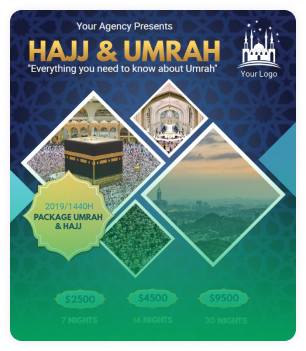 Your Agency Presents
HAJJ & UMRAH
"Everything you need to know about Umrah"
Your Logo
2019/1440H
PACKAGE UMRAH
& HAJJ
$2500 $4500 $9500
7 NIGHTS 14 NIGHTS 30 NIGHTS